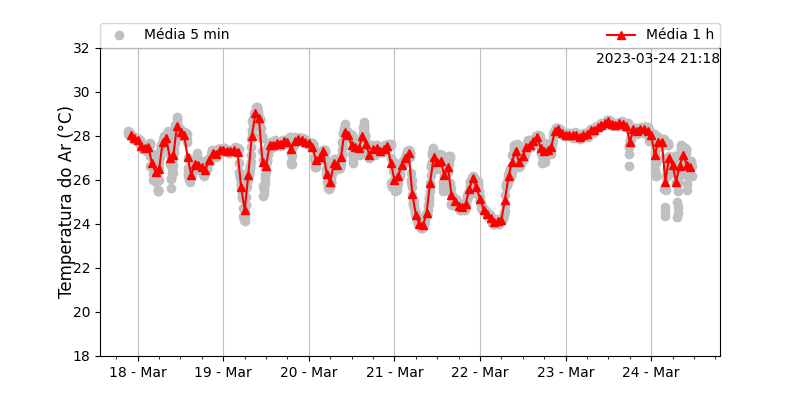 Média 5 min
Média 1 h
2023-03-24 21:18
Temperatura do Ar (°C)
32
30
28
26
24
22
20
18
18 - Mar
19 - Mar
20 - Mar
21 - Mar
22 - Mar
23 - Mar
24 - Mar